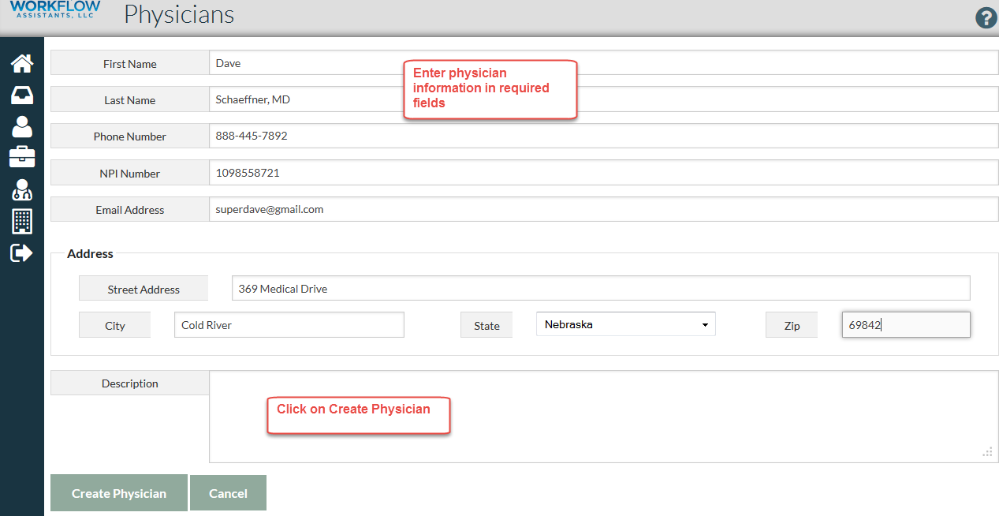 WORKFLOW
ASSISTANTS, LLC
Physicians
?
First Name
Dave
Enter physician
information in required
fields
Last Name
Schaeffner, MD
Phone Number
888-445-7892
NPI Number
1098558721
Email Address
superdave@gmail.com
Address
Street Address
369 Medical Drive
City
Cold River
State
Nebraska
Zip
69842
Description
Click on Create Physician
Create Physician
Cancel